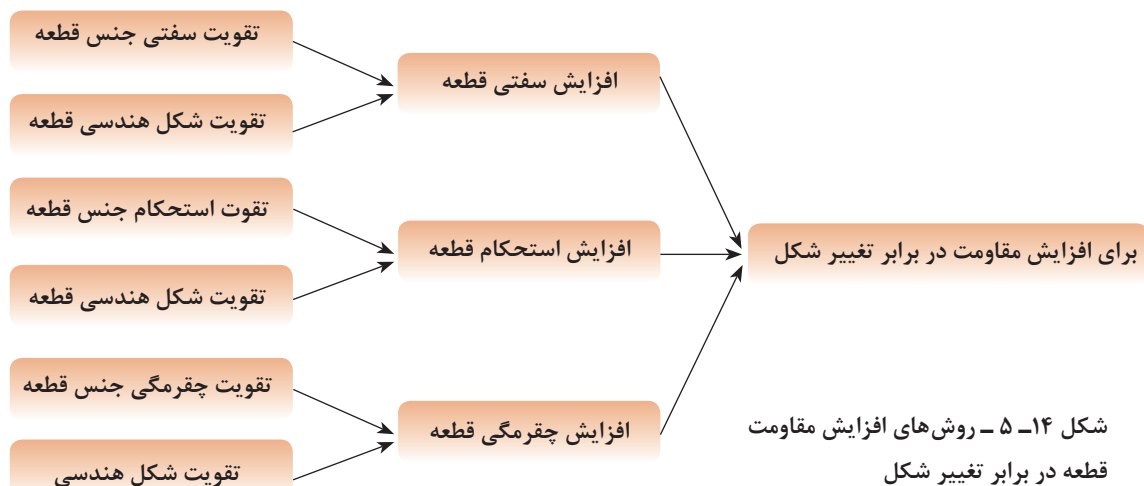 تقویت سفتی جنس قطعه
تقویت شکل هندسی قطعه
افزایش سفتی قطعه
تقوت استحکام جنس قطعه
تقویت شکل هندسی قطعه
افزایش استحکام قطعه
برای افزایش مقاومت در برابر تغییر شکل
تقویت چقرمگی جنس قطعه
تقویت شکل هندسی
افزایش چقرمگی قطعه
شکل ۱۴ــ ۵ ــ روش‌های افزایش مقاومت
قطعه در برابر تغییر شکل